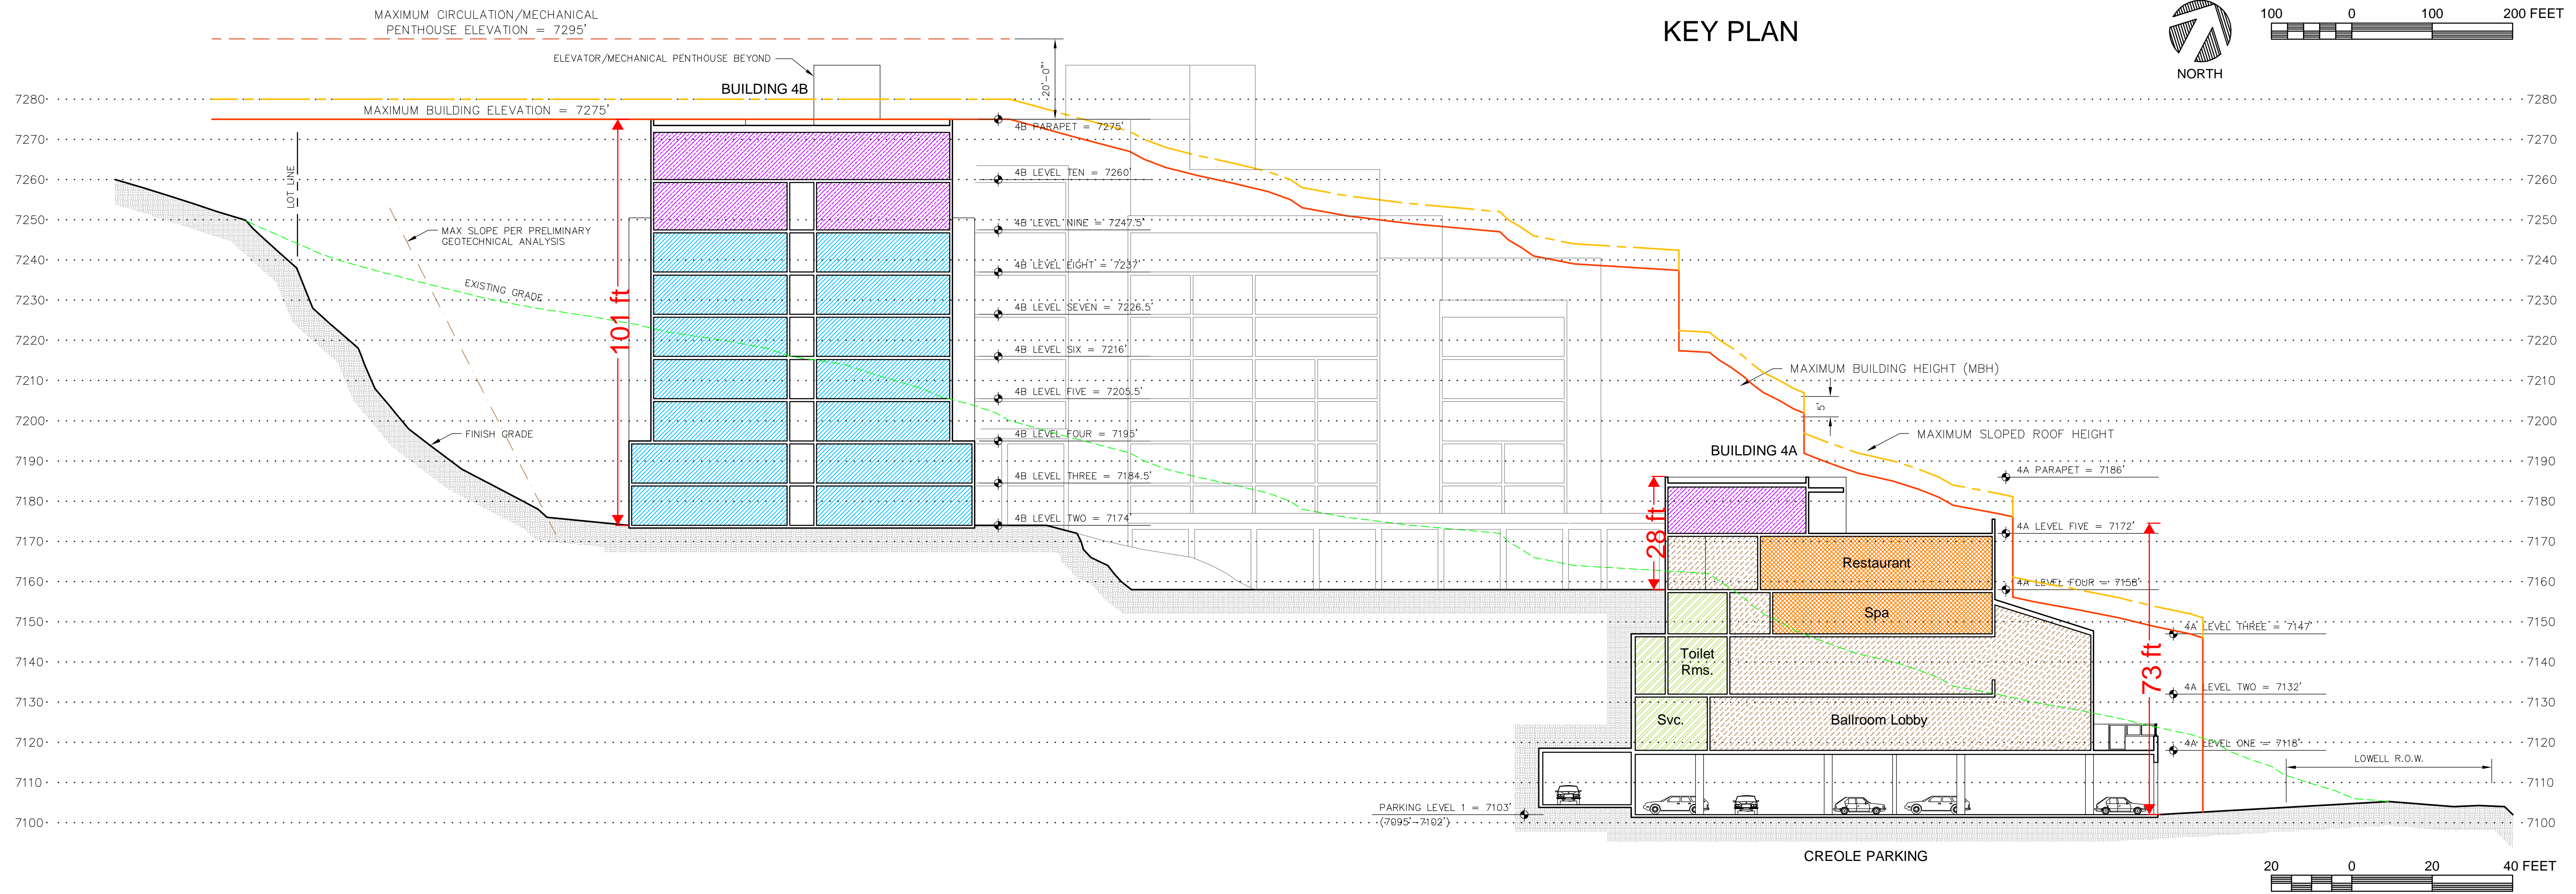 MAXIMUM CIRCULATION/MECHANICAL
PENTHOUSE ELEVATION = 7295'
KEY PLAN
NORTH
100 0 100 200 FEET
ELEVATOR/MECHANICAL PENTHOUSE BEYOND
BUILDING 4B
20'-0"
7280
7280
MAXIMUM BUILDING ELEVATION = 7275'
4B PARAPET = 7275'
7270
7270
LOT LINE
4B LEVEL TEN = 7260'
7260
7260
4B LEVEL NINE = 7247.5'
7250
7250
MAX SLOPE PER PRELIMINARY
GEOTECHNICAL ANALYSIS
7240
7240
4B LEVEL EIGHT = 7237'
EXISTING GRADE
101 ft
7230
7230
4B LEVEL SEVEN = 7226.5'
7220
7220
4B LEVEL SIX = 7216'
MAXIMUM BUILDING HEIGHT (MBH)
7210
7210
5'
4B LEVEL FIVE = 7205.5'
7200
7200
FINISH GRADE
4B LEVEL FOUR = 7195'
MAXIMUM SLOPED ROOF HEIGHT
BUILDING 4A
7190
7190
4A PARAPET = 7186'
4B LEVEL THREE = 7184.5'
7180
7180
4B LEVEL TWO = 7174'
28 ft
4A LEVEL FIVE = 7172'
7170
7170
Restaurant
7160
7160
4A LEVEL FOUR = 7158'
Spa
7150
7150
4A LEVEL THREE = 7147'
73 ft
7140
7140
Toilet
Rms.
4A LEVEL TWO = 7132'
7130
7130
Svc.
Ballroom Lobby
7120
7120
4A LEVEL ONE = 7118'
LOWELL R.O.W.
7110
7110
PARKING LEVEL 1 = 7103'
(7095'-7102')
7100
7100
CREOLE PARKING
20 0 20 40 FEET